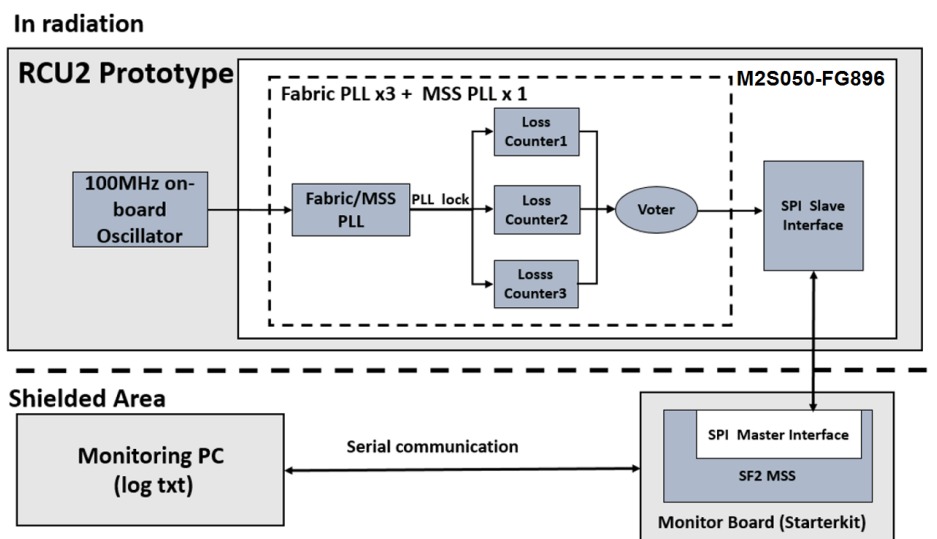 In radiation
RCU2 Prototype
M2S050-FG896
Fabric PLL x3 + MSS PLL x 1
Loss
Counter1
100MHz on-
board
Oscillator
Fabric/MSS
PLL
PLL lock
Loss
Counter2
Voter
SPI Slave
Interface
Losss
Counter3
Shielded Area
Monitoring PC
(log txt)
Serial communication
SPI Master Interface
SF2 MSS
Monitor Board (Starterkit)